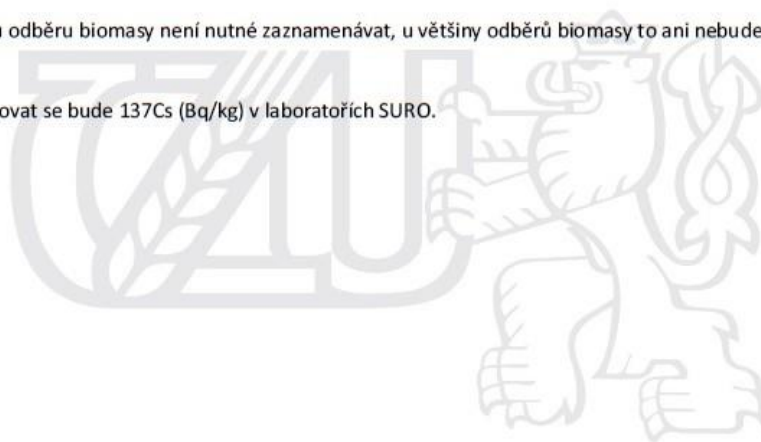 odběru biomasy není nutné zaznamenávat, u většiny odběrů biomasy to ani nebude
ovat se bude 137Cs (Bq/kg) v laboratořích SURO.
ČZU